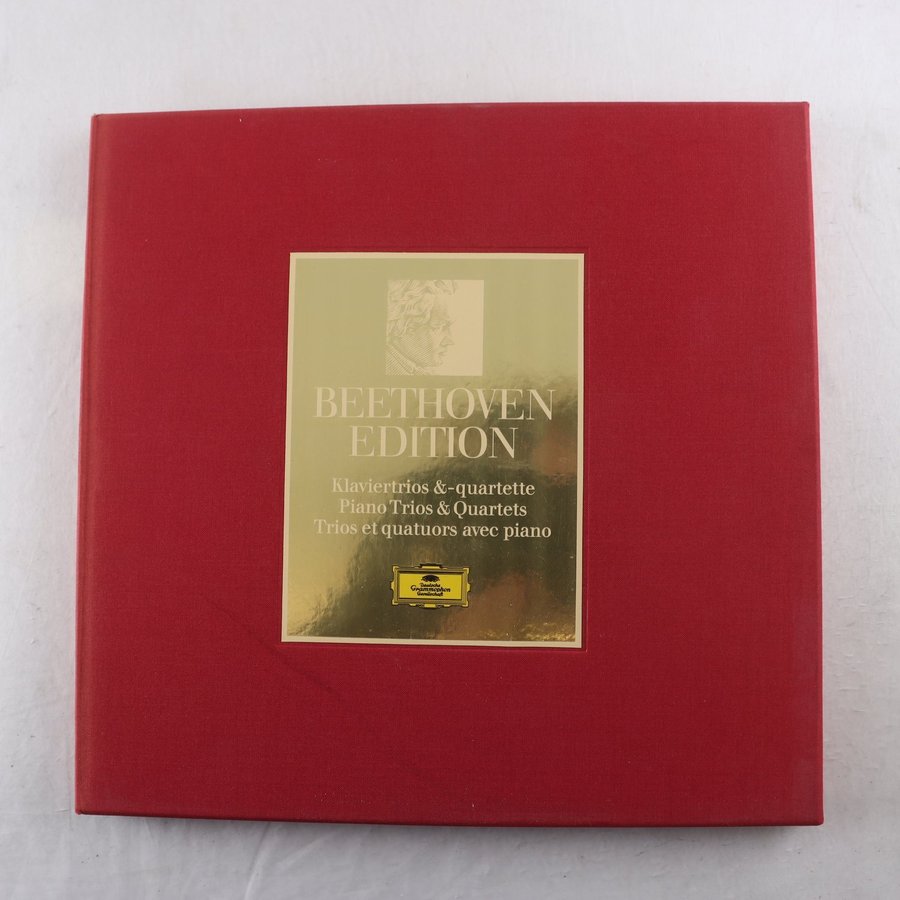 BEETHOVEN
EDITION
Klaviertrios &-quartette
Piano Trios & Quartets
Trios et quatuors avec piano
Deutsche
Grammophon
Gesellschaft